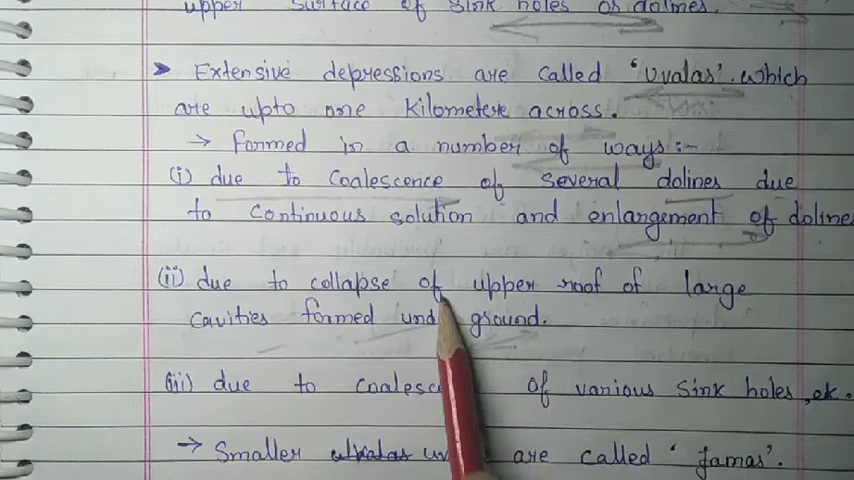 upper surface of sink holes or dolines.
➤ Extensive depressions are called 'Uvalas' which
are upto one kilometere across.
→ formed in a number of ways :-
(i) due to coalescence of several dolines due
to continuous solution and enlangement of doline
(ii) due to collapse of upper roof of large
cavities formed und ground.
(iii) due to coalesc of various sink holes, etc.
→ Smaller are called 'Jamas'.